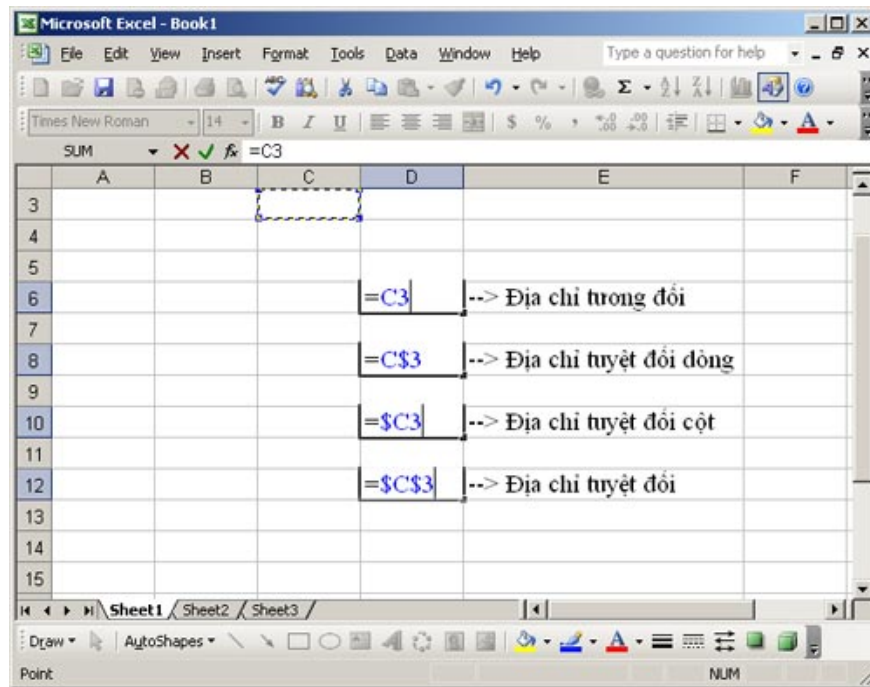 Microsoft Excel - Book1
File Edit View Insert Format Tools Data Window Help Type a question for help
Times New Roman 14 B I U $ % ,
SUM fx =C3
A B C D E F
3
4
5
6 =C3 --> Địa chỉ tương đối
7
8 =C$3 --> Địa chỉ tuyệt đối dòng
9
10 =$C3 --> Địa chỉ tuyệt đối cột
11
12 =$C$3 --> Địa chỉ tuyệt đối
13
14
15
Sheet1 Sheet2 Sheet3
Draw AutoShapes
Point NUM